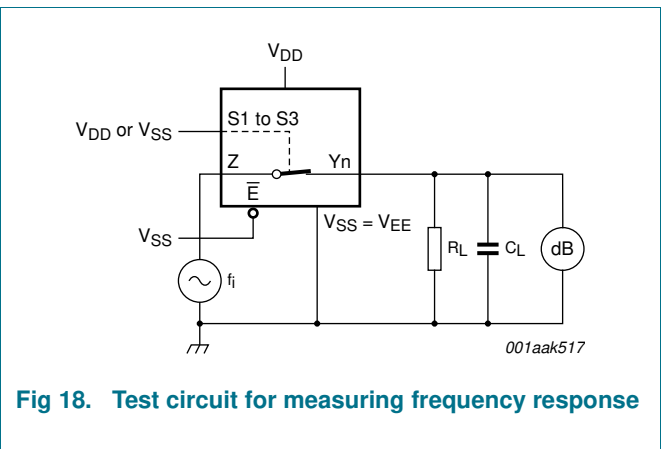 VDD
S1 to S3
VDD or VSS
Z
Yn
E
VSS = VEE
VSS
RL
CL
dB
fi
001aak517
Fig 18. Test circuit for measuring frequency response